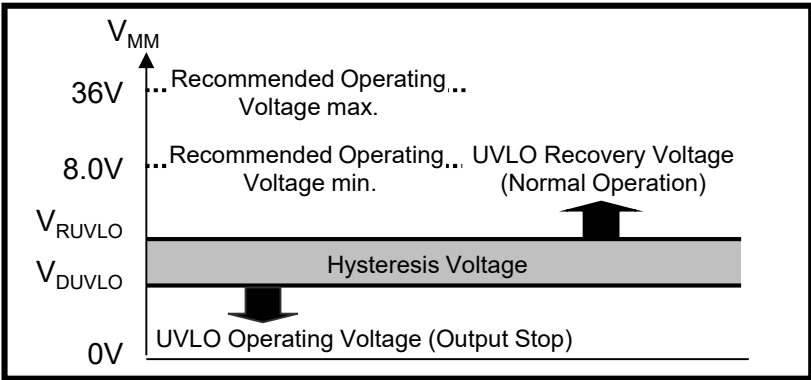 VMM
36V
Recommended Operating
Voltage max.
8.0V
Recommended Operating
Voltage min.
UVLO Recovery Voltage
(Normal Operation)
VRUVLO
Hysteresis Voltage
VDUVLO
UVLO Operating Voltage (Output Stop)
0V